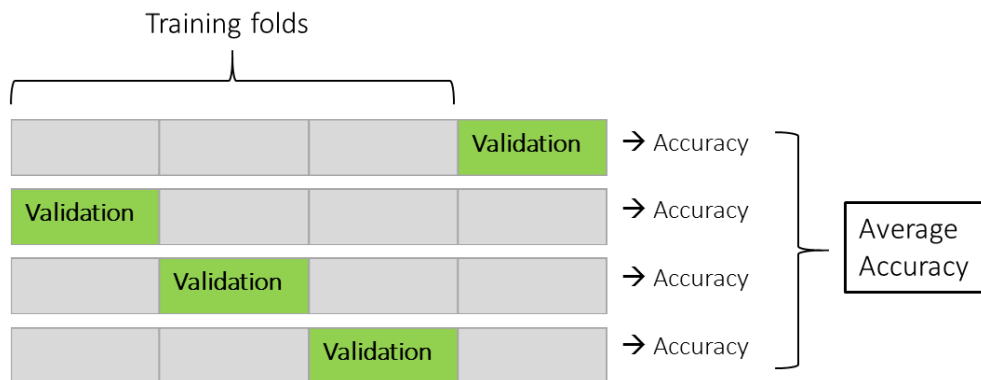 Training folds
Validation → Accuracy
Validation → Accuracy
Validation → Accuracy
Validation → Accuracy
Average
Accuracy